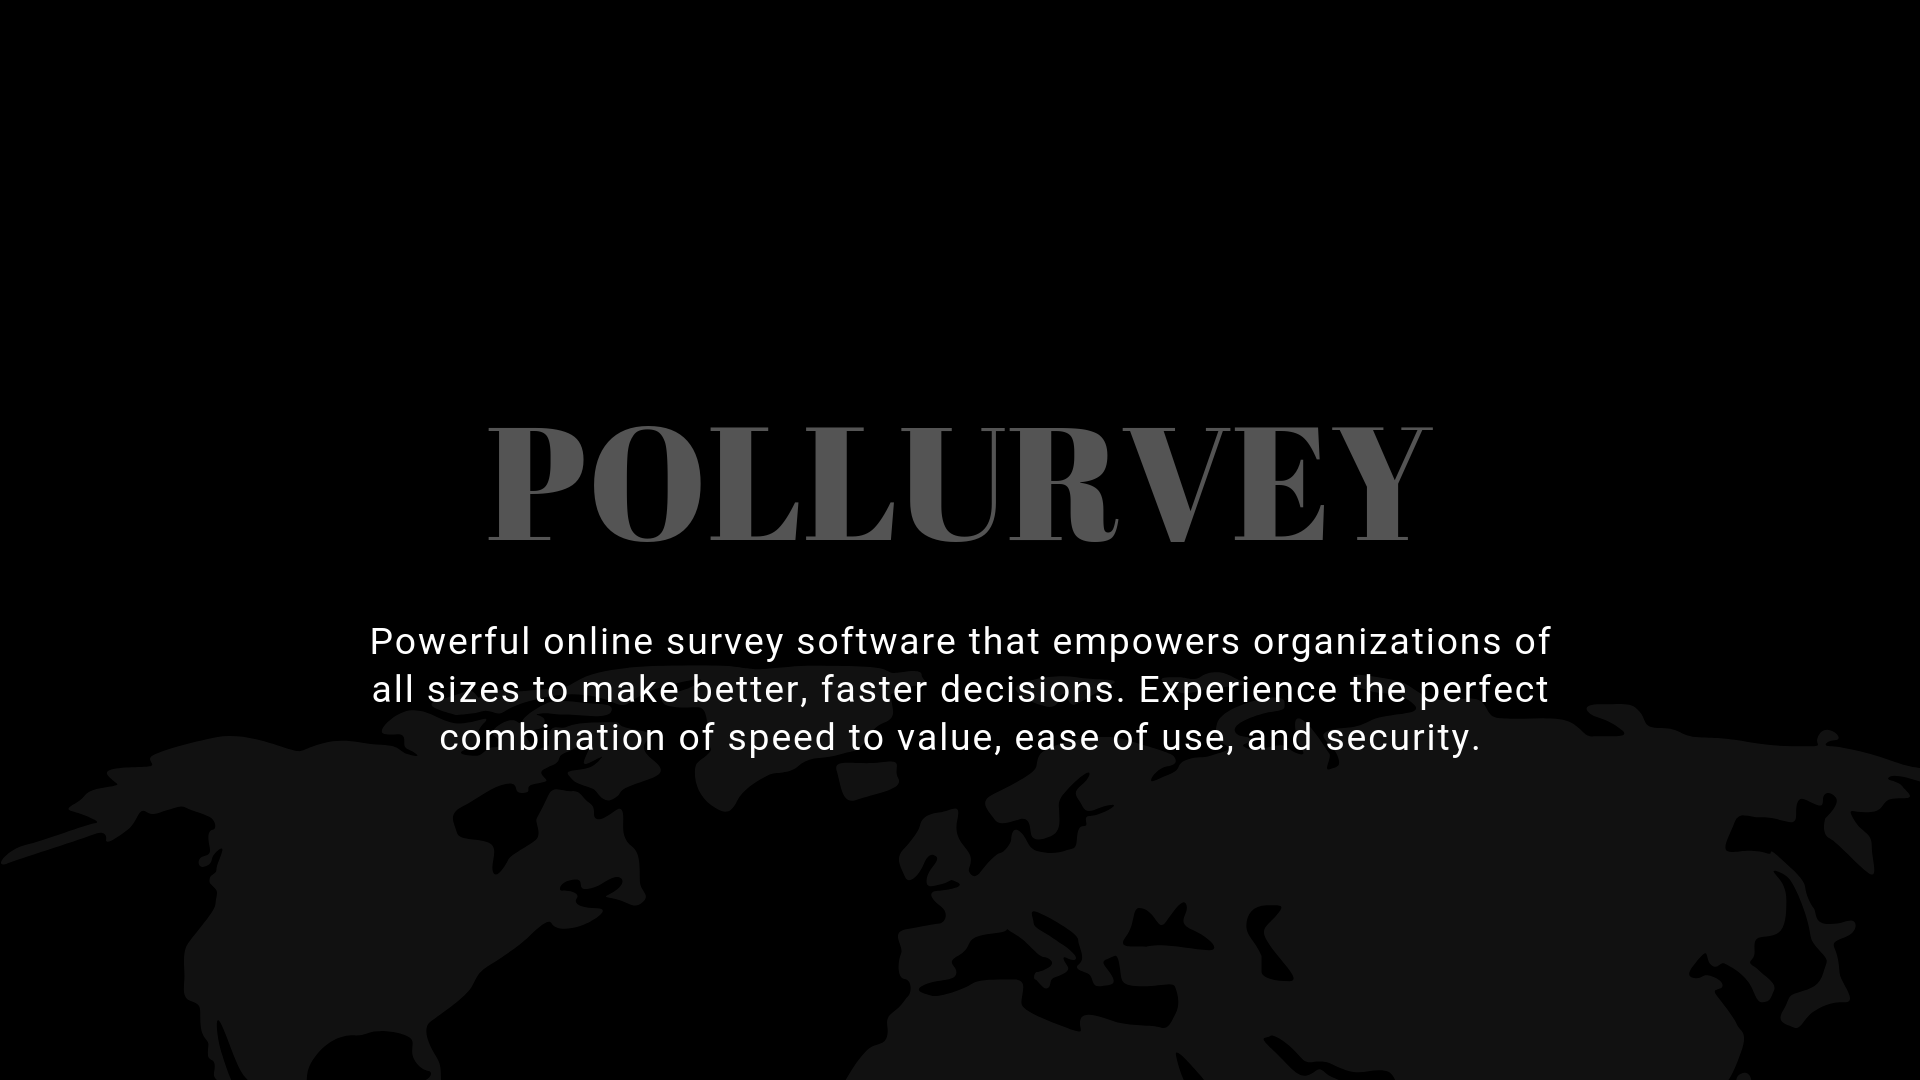 POLLURVEY
Powerful online survey software that empowers organizations of
all sizes to make better, faster decisions. Experience the perfect
combination of speed to value, ease of use, and security.